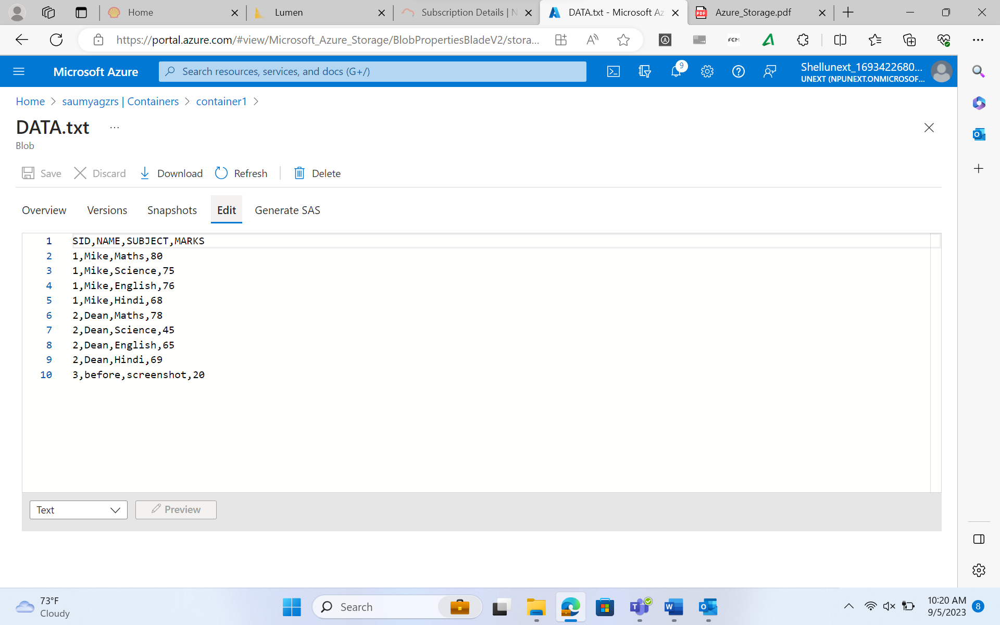 Home
Lumen
Subscription Details | N
DATA.txt - Microsoft Az
PDF
Azure_Storage.pdf
https://portal.azure.com/#view/Microsoft_Azure_Storage/BlobPropertiesBladeV2/stora...
FCM
Microsoft Azure
Search resources, services, and docs (G+/)
9
Shellunext_1693422680...
UNEXT (NPUNEXT.ONMICROSOF...
Home > saumyagzrs | Containers > container1 >
DATA.txt ...
Blob
Save Discard Download Refresh Delete
Overview Versions Snapshots Edit Generate SAS
1 SID,NAME,SUBJECT,MARKS
2 1,Mike,Maths,80
3 1,Mike,Science,75
4 1,Mike,English,76
5 1,Mike,Hindi,68
6 2,Dean,Maths,78
7 2,Dean,Science,45
8 2,Dean,English,65
9 2,Dean,Hindi,69
10 3,before,screenshot,20
Text
Preview
73°F
Cloudy
Search
10:20 AM
9/5/2023
8